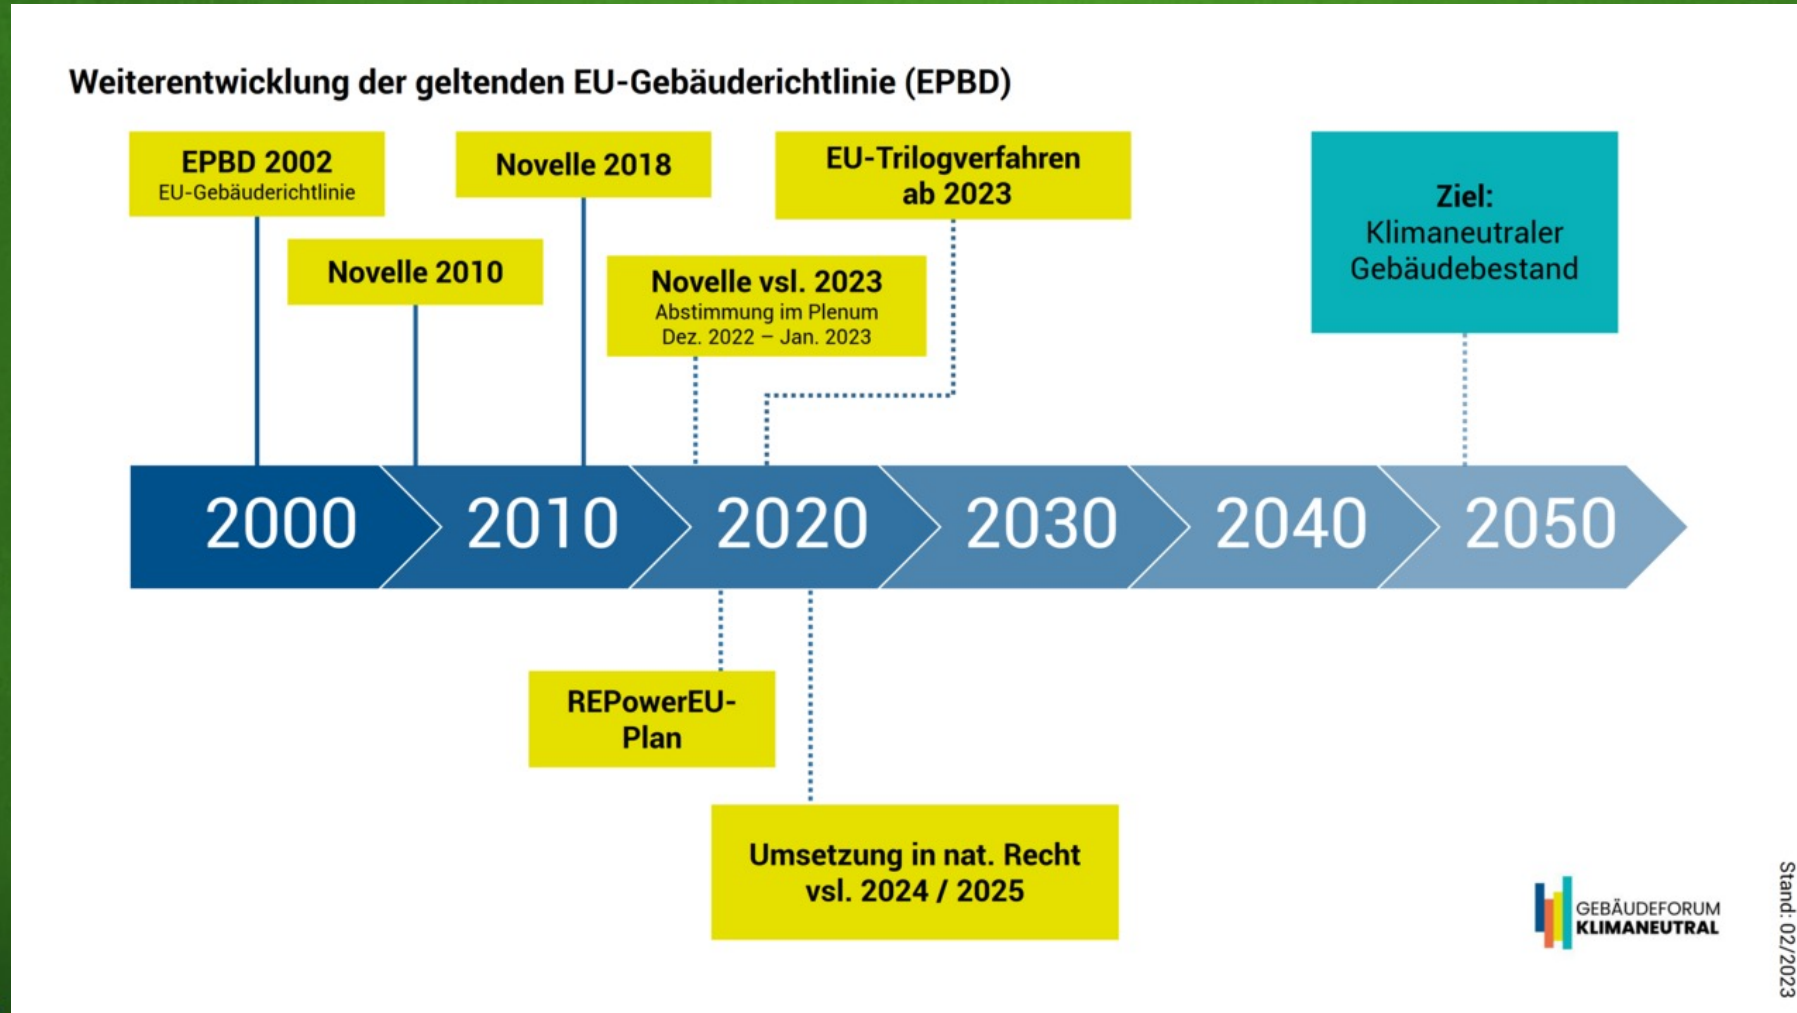 Weiterentwicklung der geltenden EU-Gebäuderichtlinie (EPBD)
EPBD 2002
EU-Gebäuderichtlinie
Novelle 2018
EU-Trilogverfahren
ab 2023
Ziel:
Klimaneutraler
Gebäudebestand
Novelle 2010
Novelle vsl. 2023
Abstimmung im Plenum
Dez. 2022 – Jan. 2023
2000
2010
2020
2030
2040
2050
REPowerEU-
Plan
Umsetzung in nat. Recht
vsl. 2024 / 2025
GEBÄUDEFORUM
KLIMANEUTRAL
Stand: 02/2023